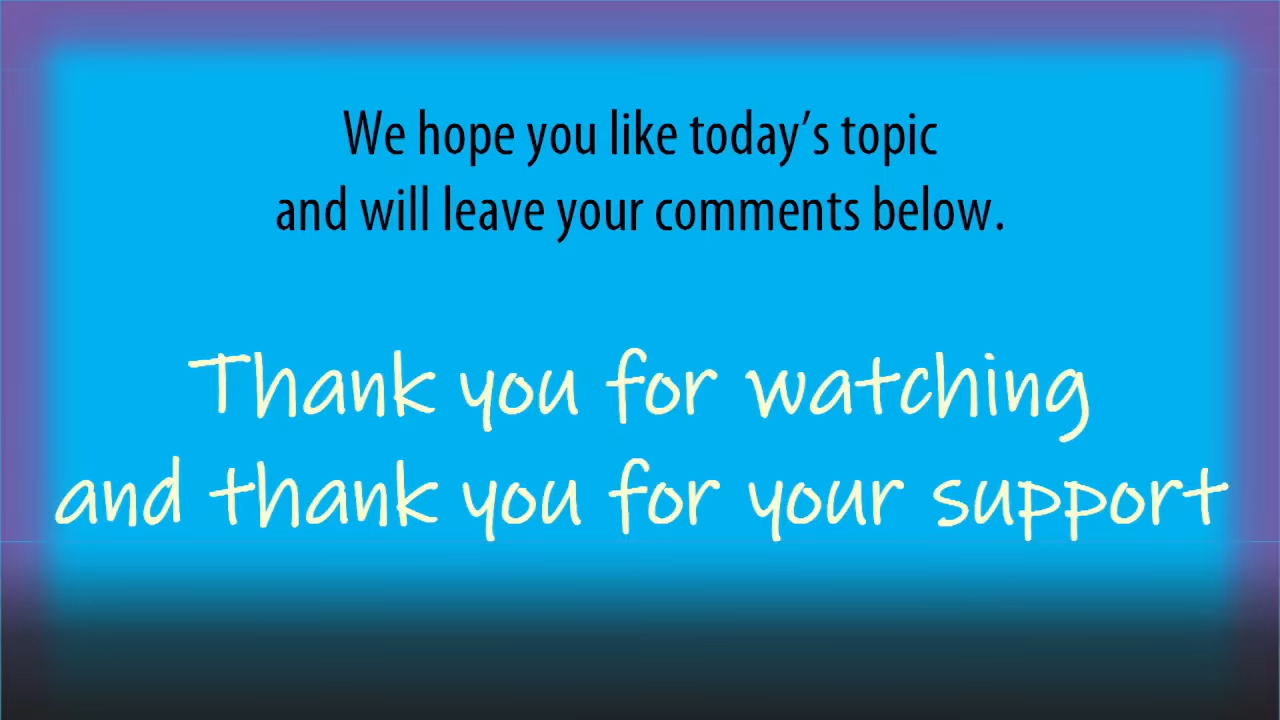 We hope you like today’s topic
and will leave your comments below.
Thank you for watching
and thank you for your support